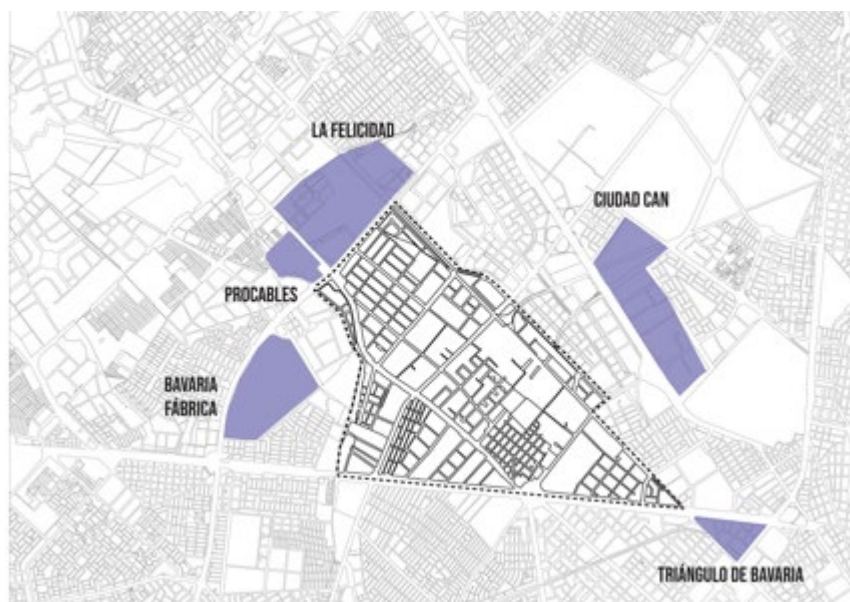 LA FELICIDAD
CIUDAD CAN
PROCABLES
BAVARIA
FÁBRICA
TRIÁNGULO DE BAVARIA